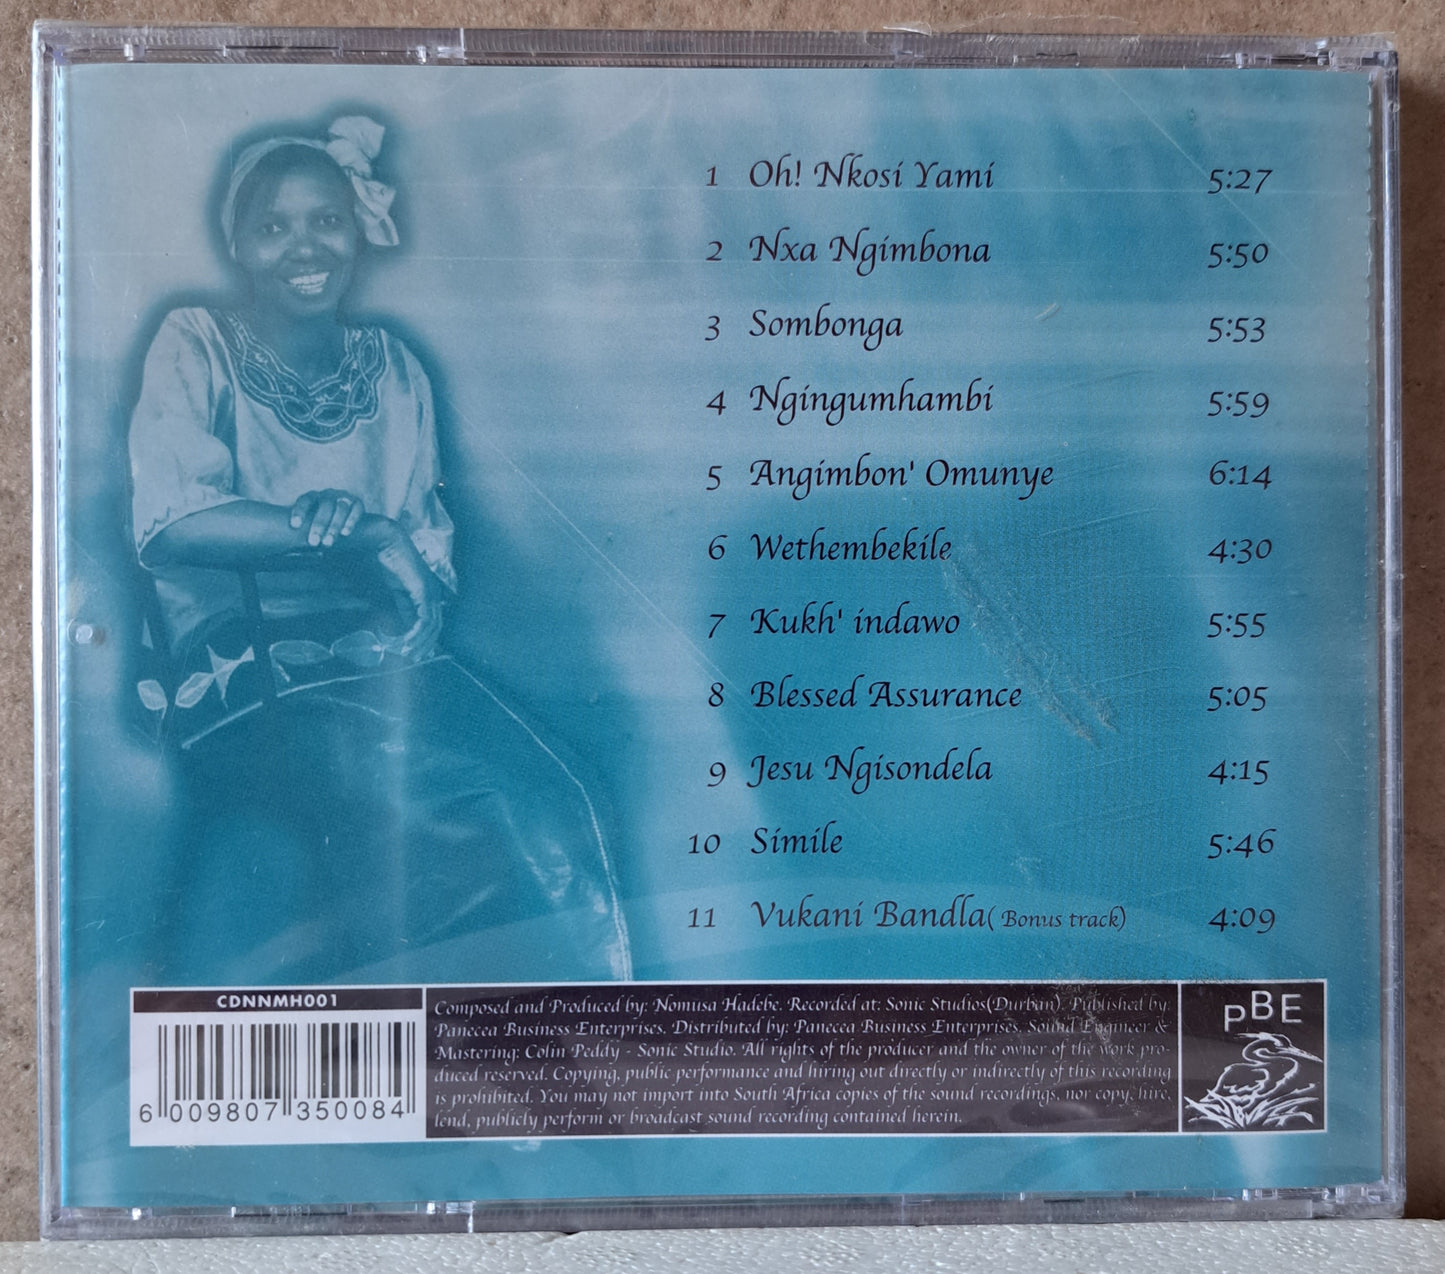 1 Oh! Nkosi Yami 5:27
2 Nxa Ngimbona 5:50
3 Sombonga 5:53
4 Ngingumhambi 5:59
5 Angimbon' Omunye 6:14
6 Wethembekile 4:30
7 Kukh' indawo 5:55
8 Blessed Assurance 5:05
9 Jesu Ngisondela 4:15
10 Simile 5:46
11 Vukani Bandla( Bonus track) 4:09
CDNNMH001
6 009807 350084
Composed and Produced by: Nomusa Hadebe. Recorded at: Sonic Studios(Durban). Published by:
Panecea Business Enterprises. Distributed by: Panecea Business Enterprises. Sound Engineer &
Mastering: Colin Peddy - Sonic Studio. All rights of the producer and the owner of the work pro-
duced reserved. Copying, public performance and hiring out directly or indirectly of this recording
is prohibited. You may not import into South Africa copies of the sound recordings, nor copy, hire,
lend, publicly perform or broadcast sound recording contained herein.
PBE